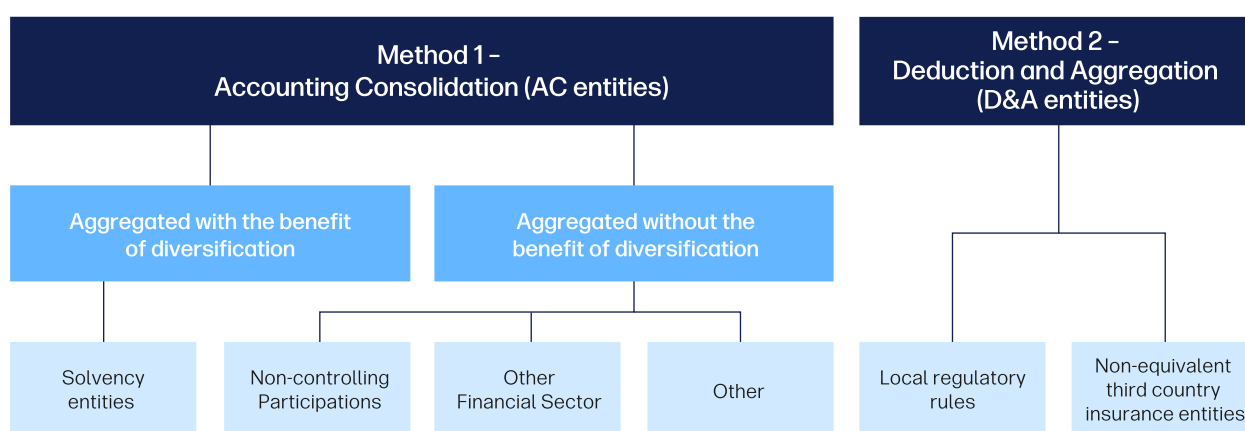 Method 1 –
Accounting Consolidation (AC entities)
Method 2 –
Deduction and Aggregation
(D&A entities)
Aggregated with the benefit
of diversification
Aggregated without the
benefit of diversification
Solvency
entities
Non-controlling
Participations
Other
Financial Sector
Other
Local regulatory
rules
Non-equivalent
third country
insurance entities